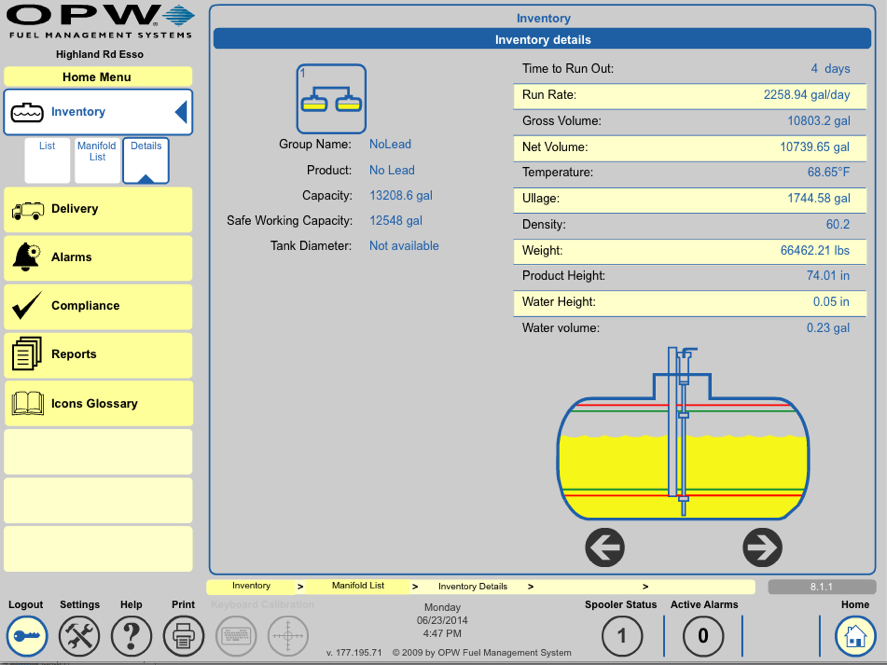 OPW
FUEL MANAGEMENT SYSTEMS
Highland Rd Esso
Home Menu
Inventory
List
Manifold
List
Details
Delivery
Alarms
Compliance
Reports
Icons Glossary
Inventory
Inventory details
1
Group Name: NoLead
Product: No Lead
Capacity: 13208.6 gal
Safe Working Capacity: 12548 gal
Tank Diameter: Not available
Time to Run Out: 4 days
Run Rate: 2258.94 gal/day
Gross Volume: 10803.2 gal
Net Volume: 10739.65 gal
Temperature: 68.65°F
Ullage: 1744.58 gal
Density: 60.2
Weight: 66462.21 lbs
Product Height: 74.01 in
Water Height: 0.05 in
Water volume: 0.23 gal
Inventory > Manifold List > Inventory Details > >
8.1.1
Logout Settings Help Print Keyboard Calibration
Monday
06/23/2014
4:47 PM
Spooler Status Active Alarms Home
1 0
v. 177.195.71 © 2009 by OPW Fuel Management System